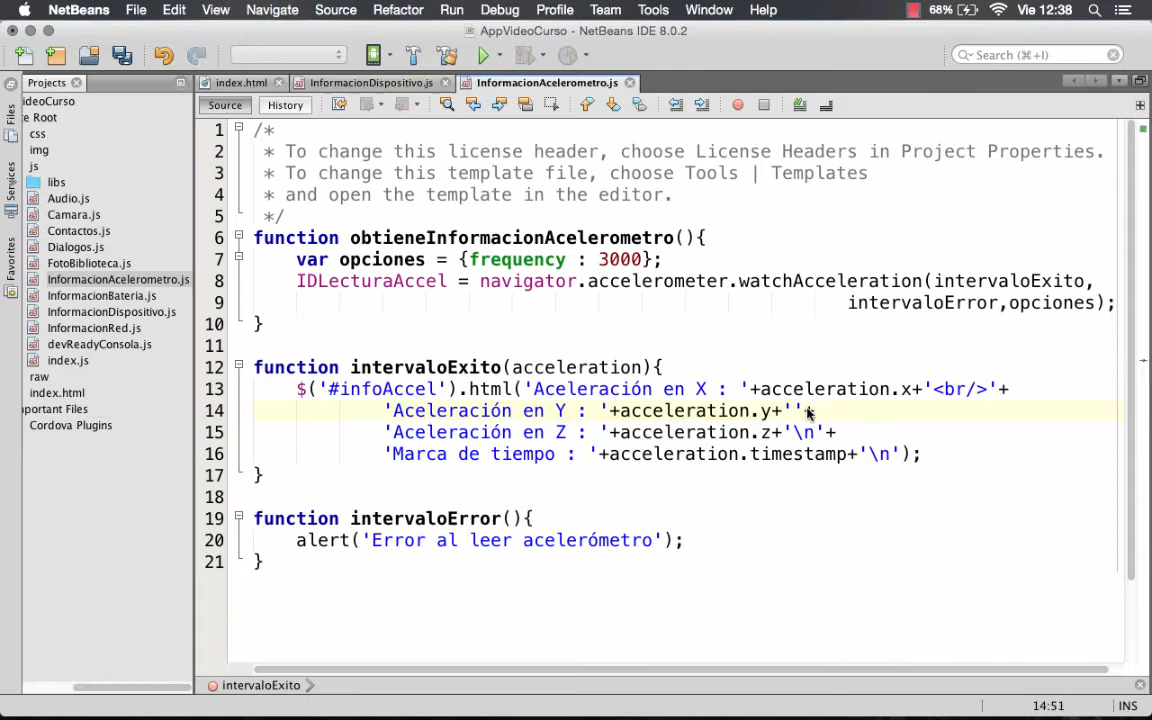 NetBeans File Edit View Navigate Source Refactor Run Debug Profile Team Tools Window Help 68% Vie 12:38
AppVideoCurso - NetBeans IDE 8.0.2
Search (⌘+I)
Projects
index.html
InformacionDispositivo.js
InformacionAcelerometro.js
Source
History
Files
Services
Favorites
ideoCurso
e Root
css
img
js
libs
Audio.js
Camara.js
Contactos.js
Dialogos.js
FotoBiblioteca.js
InformacionAcelerometro.js
InformacionBateria.js
InformacionDispositivo.js
InformacionRed.js
devReadyConsola.js
index.js
raw
index.html
portant Files
Cordova Plugins
1 /*
2 * To change this license header, choose License Headers in Project Properties.
3 * To change this template file, choose Tools | Templates
4 * and open the template in the editor.
5 */
6 function obtieneInformacionAcelerometro(){
7 var opciones = {frequency : 3000};
8 IDLecturaAccel = navigator.accelerometer.watchAcceleration(intervaloExito,
9 intervaloError,opciones);
10 }
11
12 function intervaloExito(acceleration){
13 $('#infoAccel').html('Aceleración en X : '+acceleration.x+'<br/>'+
14 'Aceleración en Y : '+acceleration.y+''+
15 'Aceleración en Z : '+acceleration.z+'\n'+
16 'Marca de tiempo : '+acceleration.timestamp+'\n');
17 }
18
19 function intervaloError(){
20 alert('Error al leer acelerómetro');
21 }
intervaloExito
14:51 INS